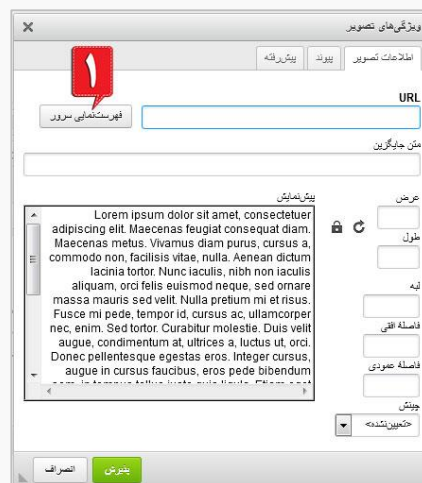 ویژگی‌های تصویر
اطلاعات تصویر
پیوند
پیش‌رفته
۱
URL
فهرست‌نمایی سرور
متن جایگزین
عرض
طول
لبه
فاصلهٔ افقی
فاصلهٔ عمودی
چینش
<تعیین‌نشده>
پیش‌نمایش
Lorem ipsum dolor sit amet, consectetuer
adipiscing elit. Maecenas feugiat consequat diam.
Maecenas metus. Vivamus diam purus, cursus a,
commodo non, facilisis vitae, nulla. Aenean dictum
lacinia tortor. Nunc iaculis, nibh non iaculis
aliquam, orci felis euismod neque, sed ornare
massa mauris sed velit. Nulla pretium mi et risus.
Fusce mi pede, tempor id, cursus ac, ullamcorper
nec, enim. Sed tortor. Curabitur molestie. Duis velit
augue, condimentum at, ultrices a, luctus ut, orci.
Donec pellentesque egestas eros. Integer cursus,
augue in cursus faucibus, eros pede bibendum
پذیرش
انصراف